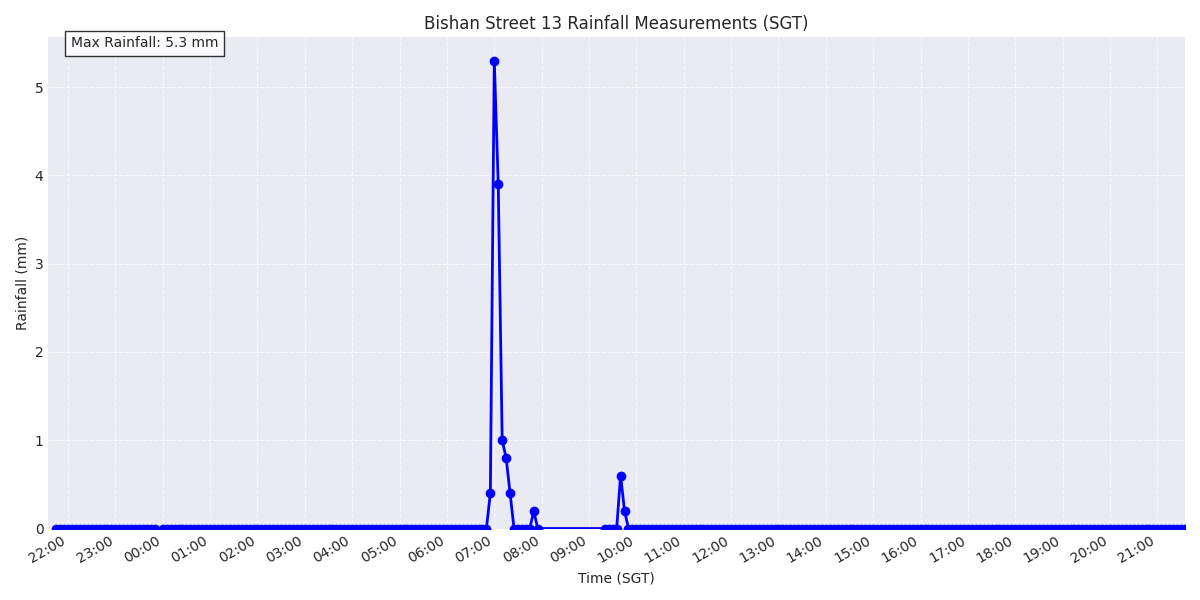 Bishan Street 13 Rainfall Measurements (SGT)
Max Rainfall: 5.3 mm
Rainfall (mm)
5
4
3
2
1
0
22:00 23:00 00:00 01:00 02:00 03:00 04:00 05:00 06:00 07:00 08:00 09:00 10:00 11:00 12:00 13:00 14:00 15:00 16:00 17:00 18:00 19:00 20:00 21:00
Time (SGT)